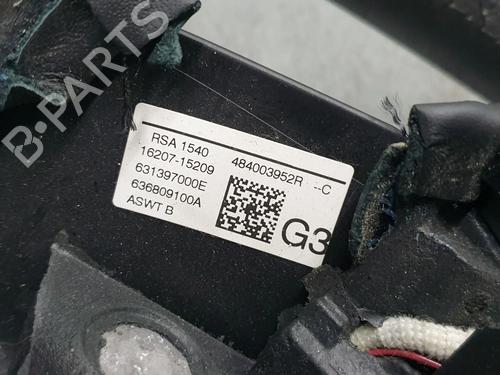 B-PARTS
RSA 1540
16207-15209
631397000E
636809100A
ASWT B
484003952R --C
G3